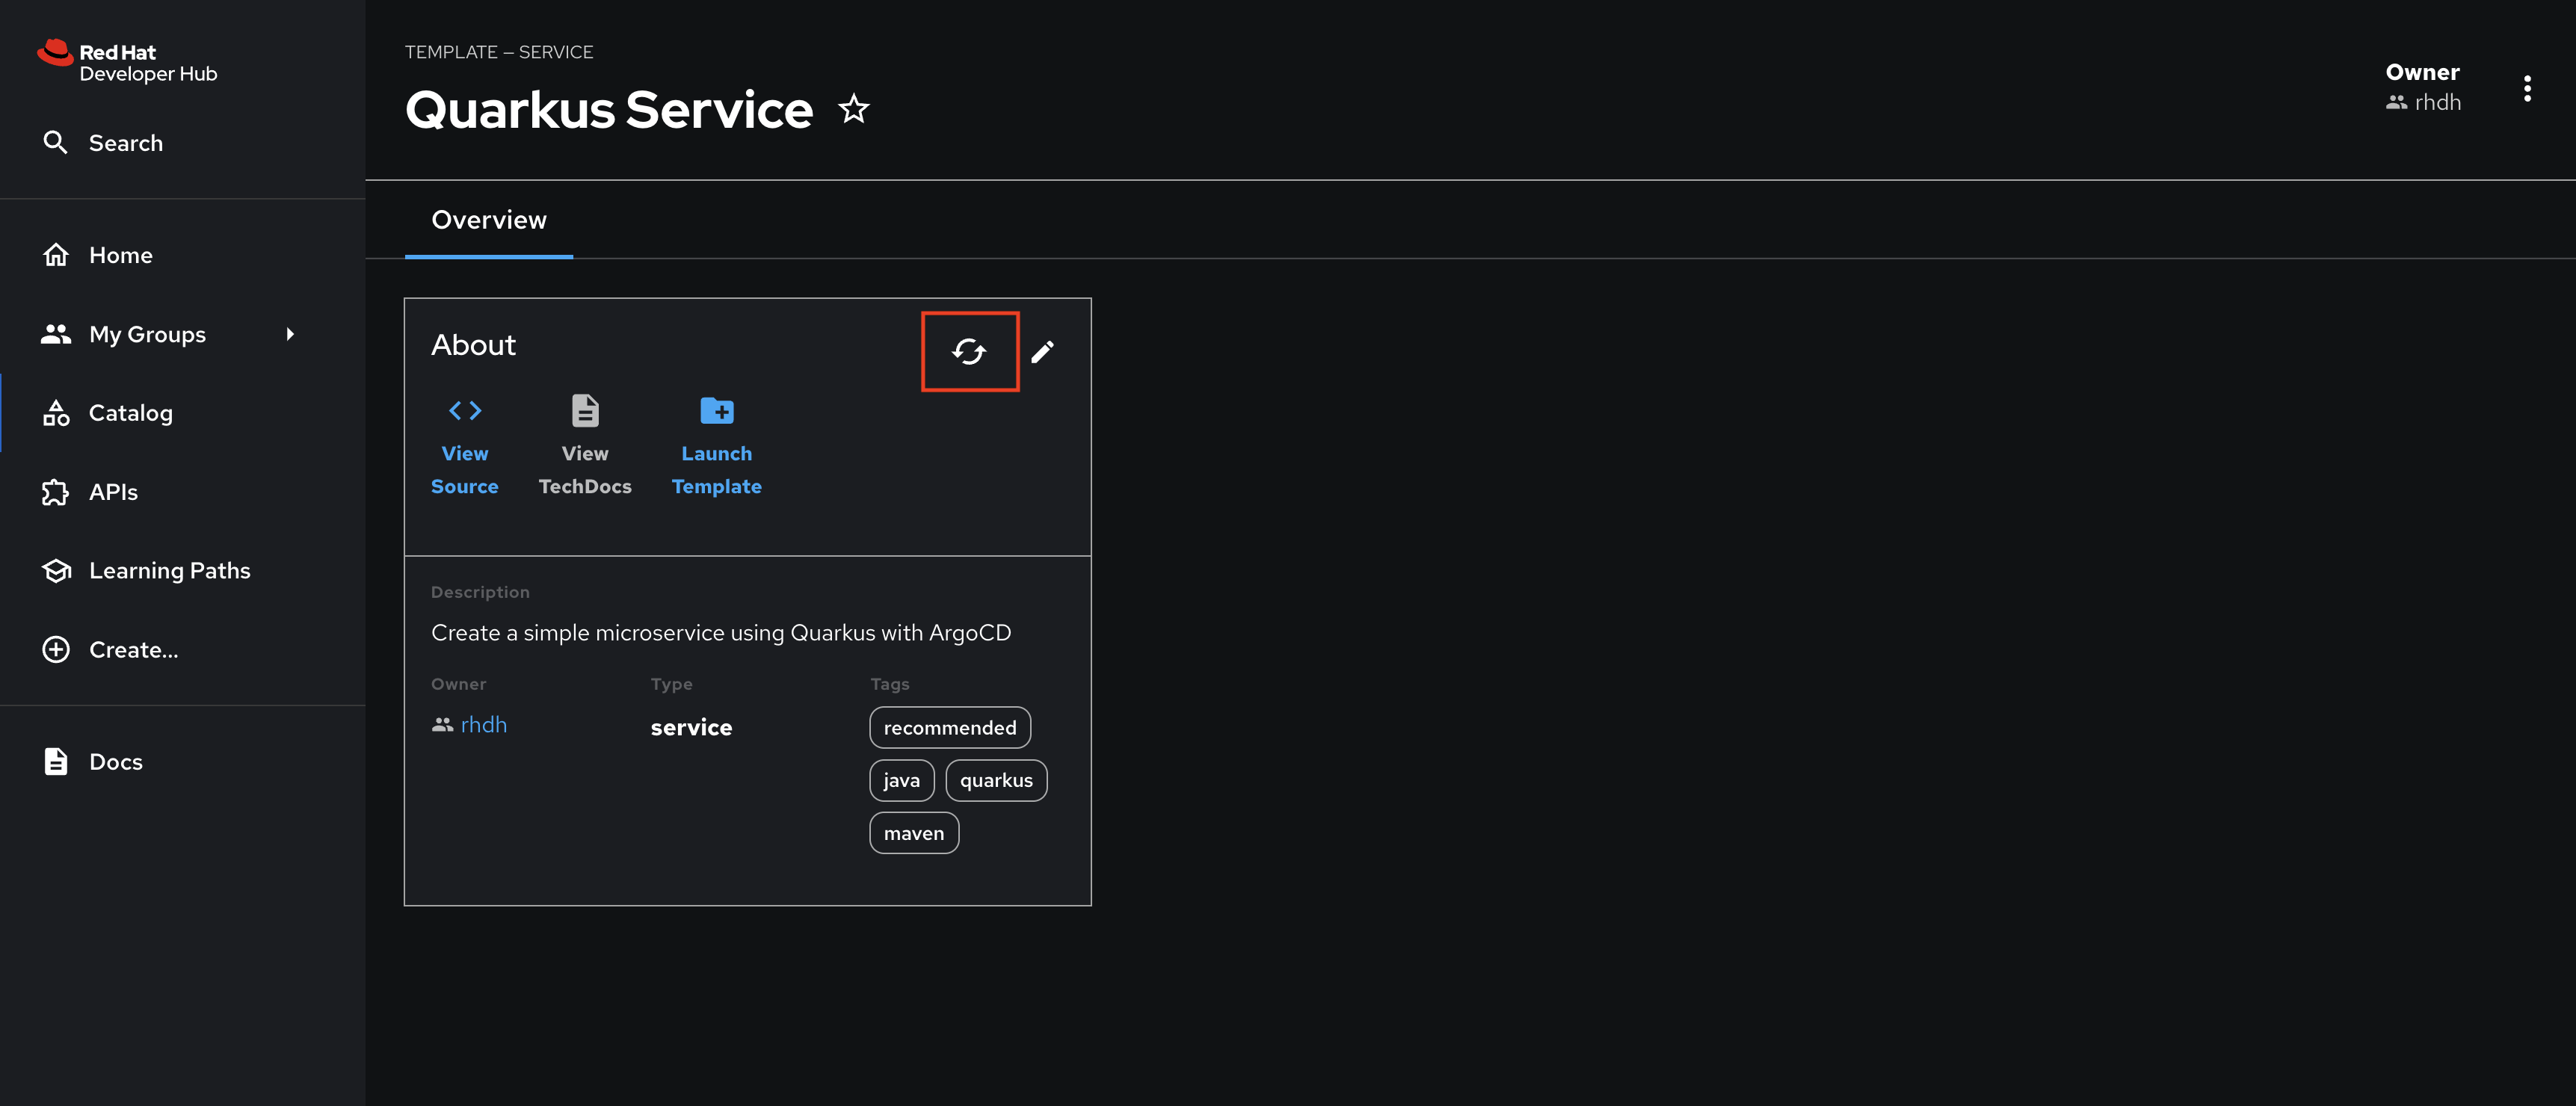 Red Hat
Developer Hub
Search
Home
My Groups
Catalog
APIs
Learning Paths
Create...
Docs
TEMPLATE — SERVICE
Quarkus Service
Owner
rhdh
Overview
About
View Source
View TechDocs
Launch Template
Description
Create a simple microservice using Quarkus with ArgoCD
Owner
rhdh
Type
service
Tags
recommended
java quarkus
maven